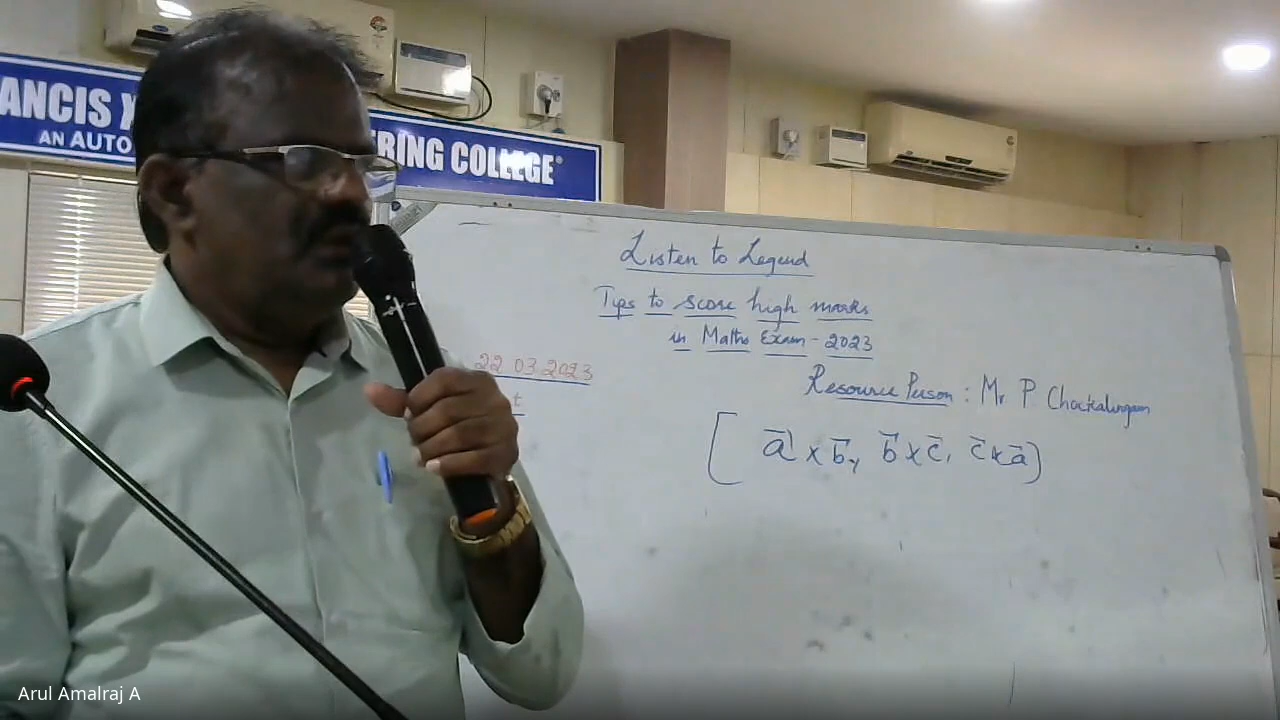 ANCIS X
AN AUTO
RING COLLEGE
Listen to Legend
Tips to score high marks
in Maths Exam - 2023
22 03.2023
t
Resource Person : Mr P Chockalingam
[ a⃗ × b⃗, b⃗ × c⃗, c⃗ × a⃗ )
Arul Amalraj A